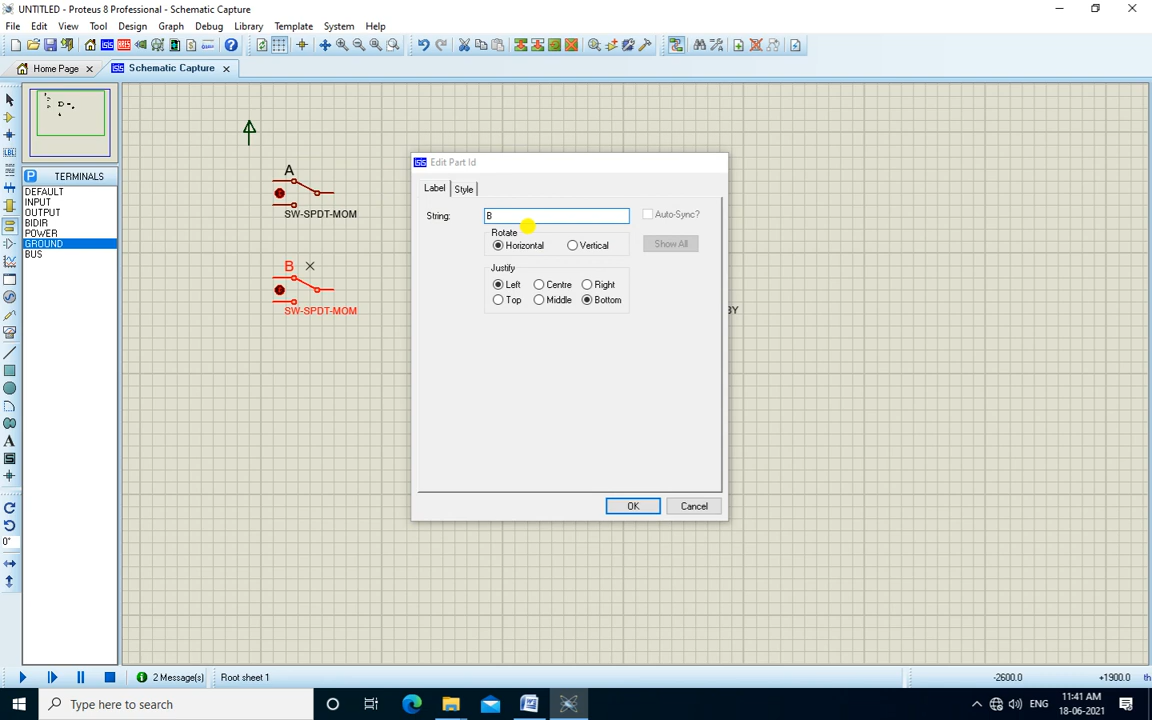 UNTITLED - Proteus 8 Professional - Schematic Capture
File Edit View Tool Design Graph Debug Library Template System Help
Home Page Schematic Capture
LBL
P TERMINALS
DEFAULT
INPUT
OUTPUT
BIDIR
POWER
GROUND
BUS
A
SW-SPDT-MOM
B
SW-SPDT-MOM
BY
Edit Part Id
Label Style
String: B Auto-Sync?
Rotate
Horizontal Vertical Show All
Justify
Left Centre Right
Top Middle Bottom
OK Cancel
A
S
0°
2 Message(s) Root sheet 1 -2600.0 +1900.0 th
Type here to search
ENG
11:41 AM
18-06-2021